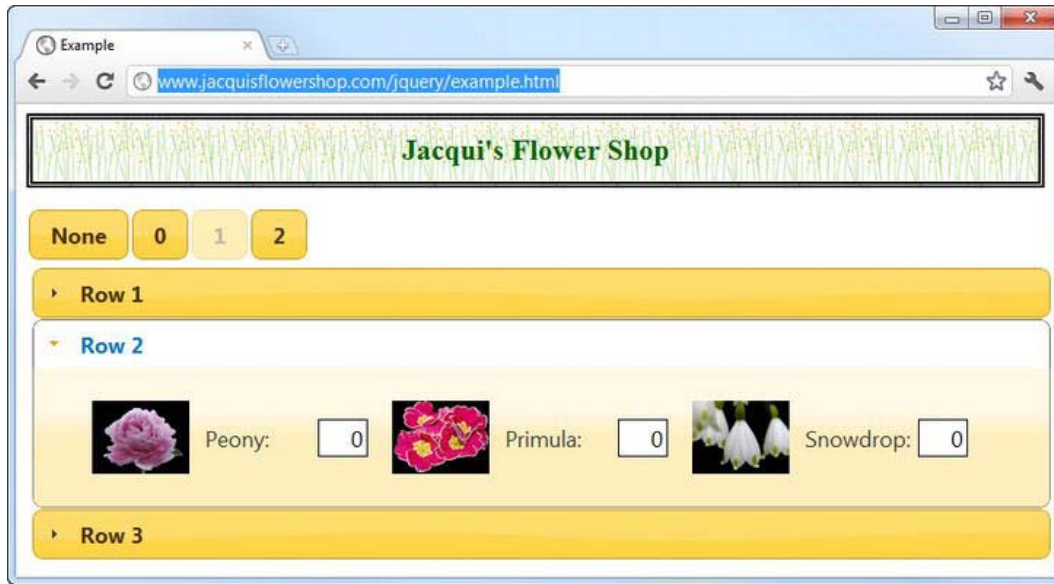 Example
www.jacquisflowershop.com/jquery/example.html
Jacqui's Flower Shop
None 0 1 2
Row 1
Row 2
Peony: 0 Primula: 0 Snowdrop: 0
Row 3